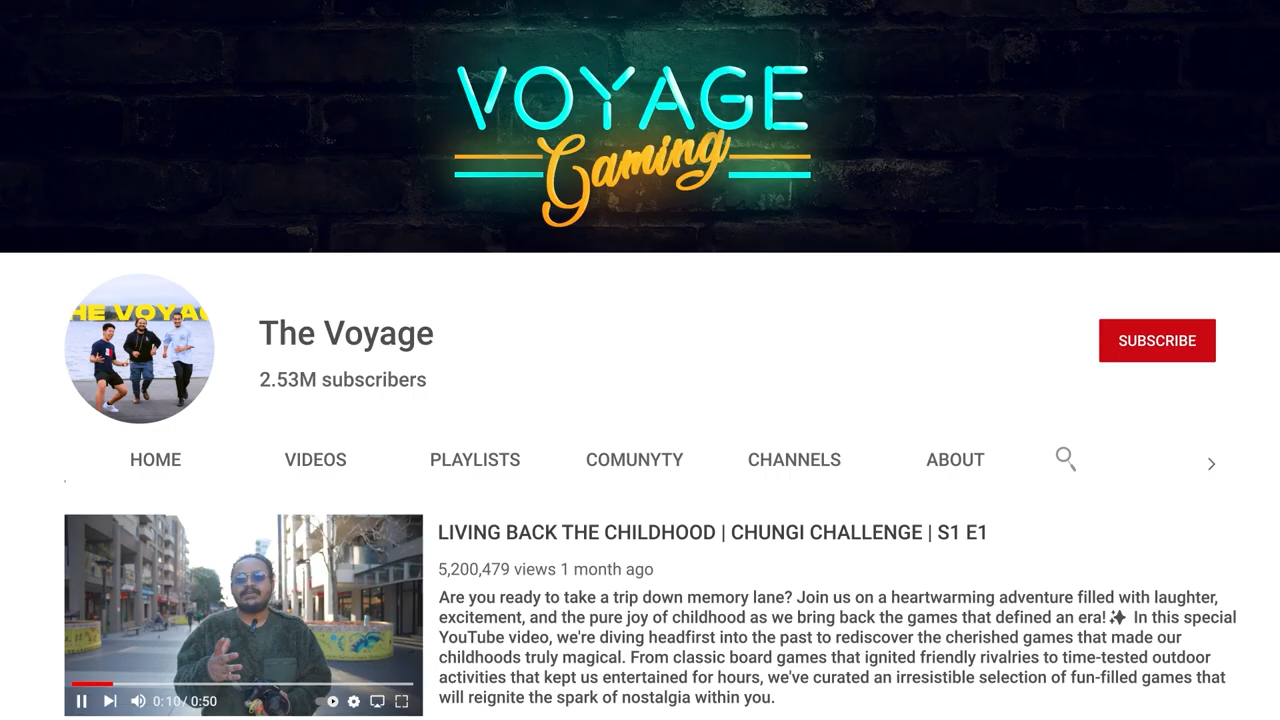 VOYAGE
Gaming
HE VOYAG
The Voyage
2.53M subscribers
SUBSCRIBE
HOME VIDEOS PLAYLISTS COMUNYTY CHANNELS ABOUT
LIVING BACK THE CHILDHOOD | CHUNGI CHALLENGE | S1 E1
5,200,479 views 1 month ago
Are you ready to take a trip down memory lane? Join us on a heartwarming adventure filled with laughter,
excitement, and the pure joy of childhood as we bring back the games that defined an era!✨ In this special
YouTube video, we're diving headfirst into the past to rediscover the cherished games that made our
childhoods truly magical. From classic board games that ignited friendly rivalries to time-tested outdoor
activities that kept us entertained for hours, we've curated an irresistible selection of fun-filled games that
will reignite the spark of nostalgia within you.
0:10/0:50